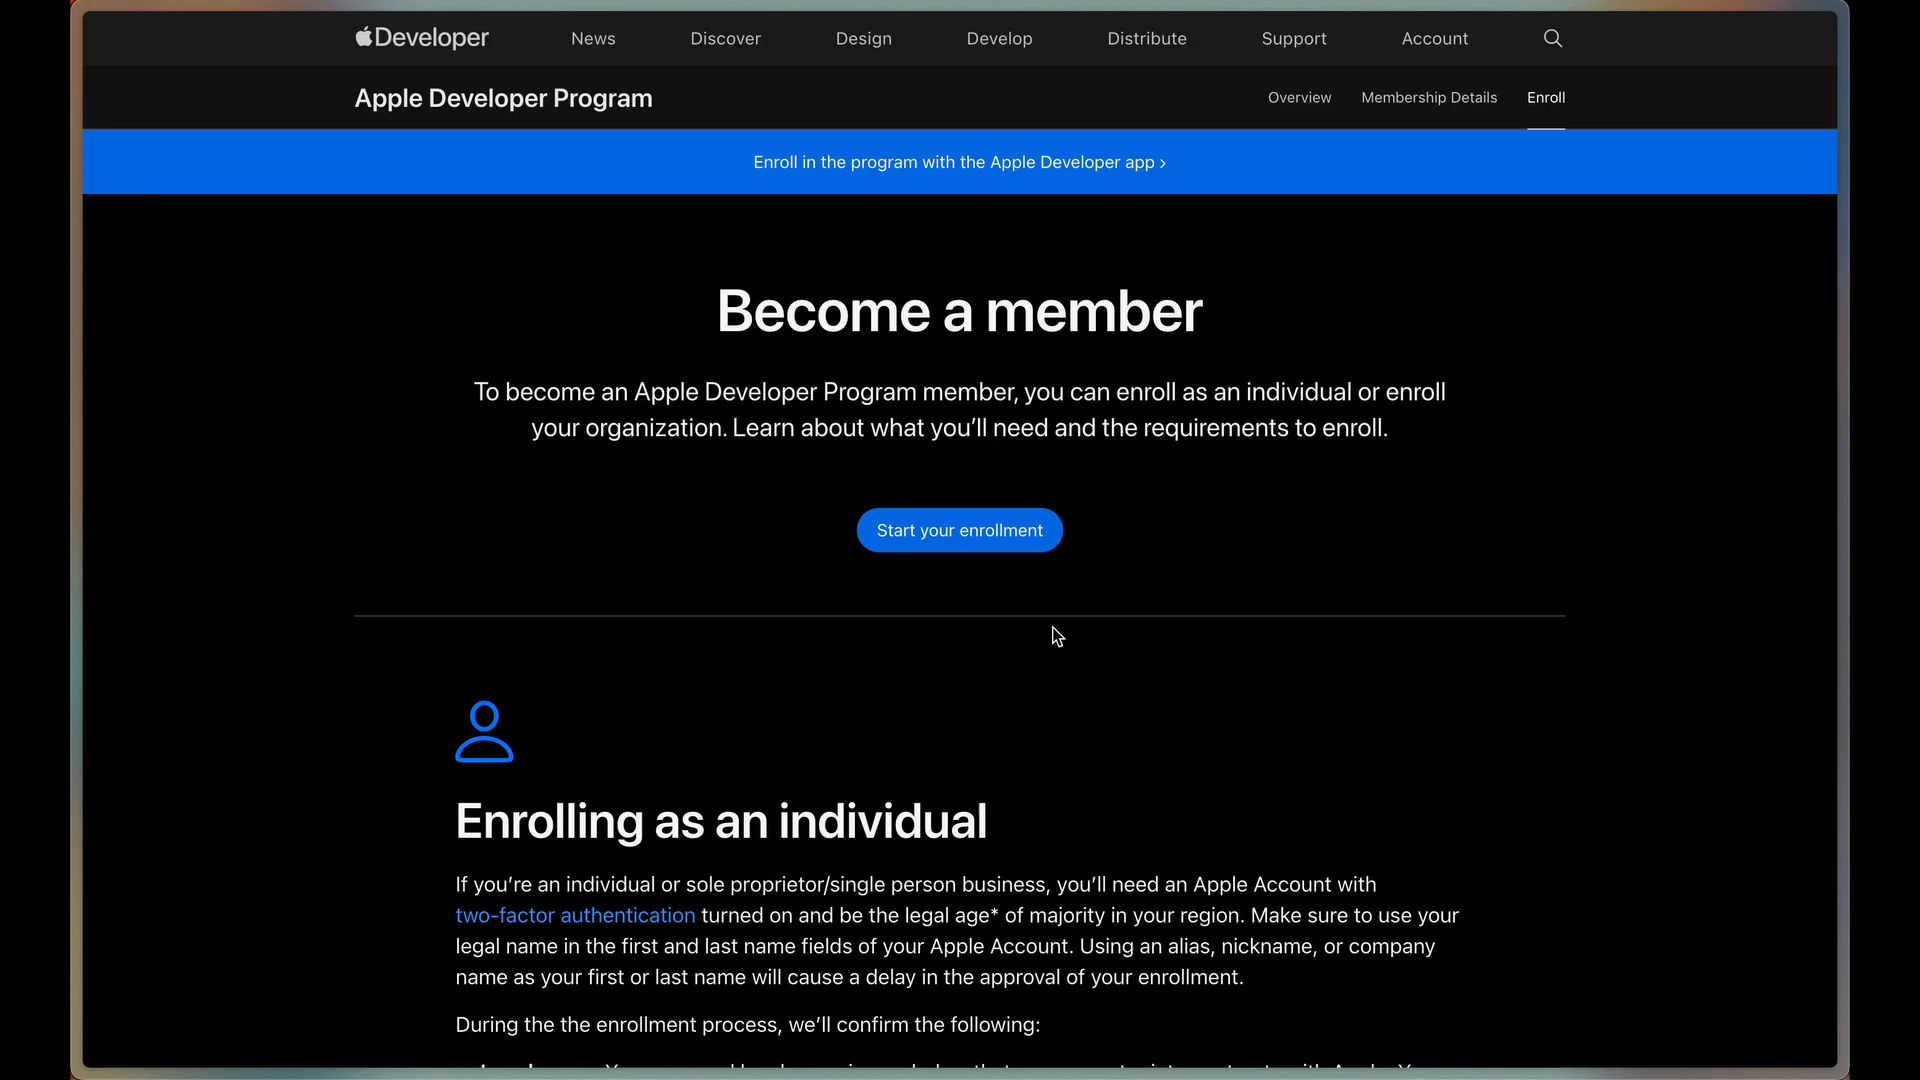 Developer
News
Discover
Design
Develop
Distribute
Support
Account
Apple Developer Program
Overview
Membership Details
Enroll
Enroll in the program with the Apple Developer app ›
Become a member
To become an Apple Developer Program member, you can enroll as an individual or enroll
your organization. Learn about what you’ll need and the requirements to enroll.
Start your enrollment
Enrolling as an individual
If you’re an individual or sole proprietor/single person business, you’ll need an Apple Account with
two-factor authentication turned on and be the legal age* of majority in your region. Make sure to use your
legal name in the first and last name fields of your Apple Account. Using an alias, nickname, or company
name as your first or last name will cause a delay in the approval of your enrollment.
During the the enrollment process, we’ll confirm the following: